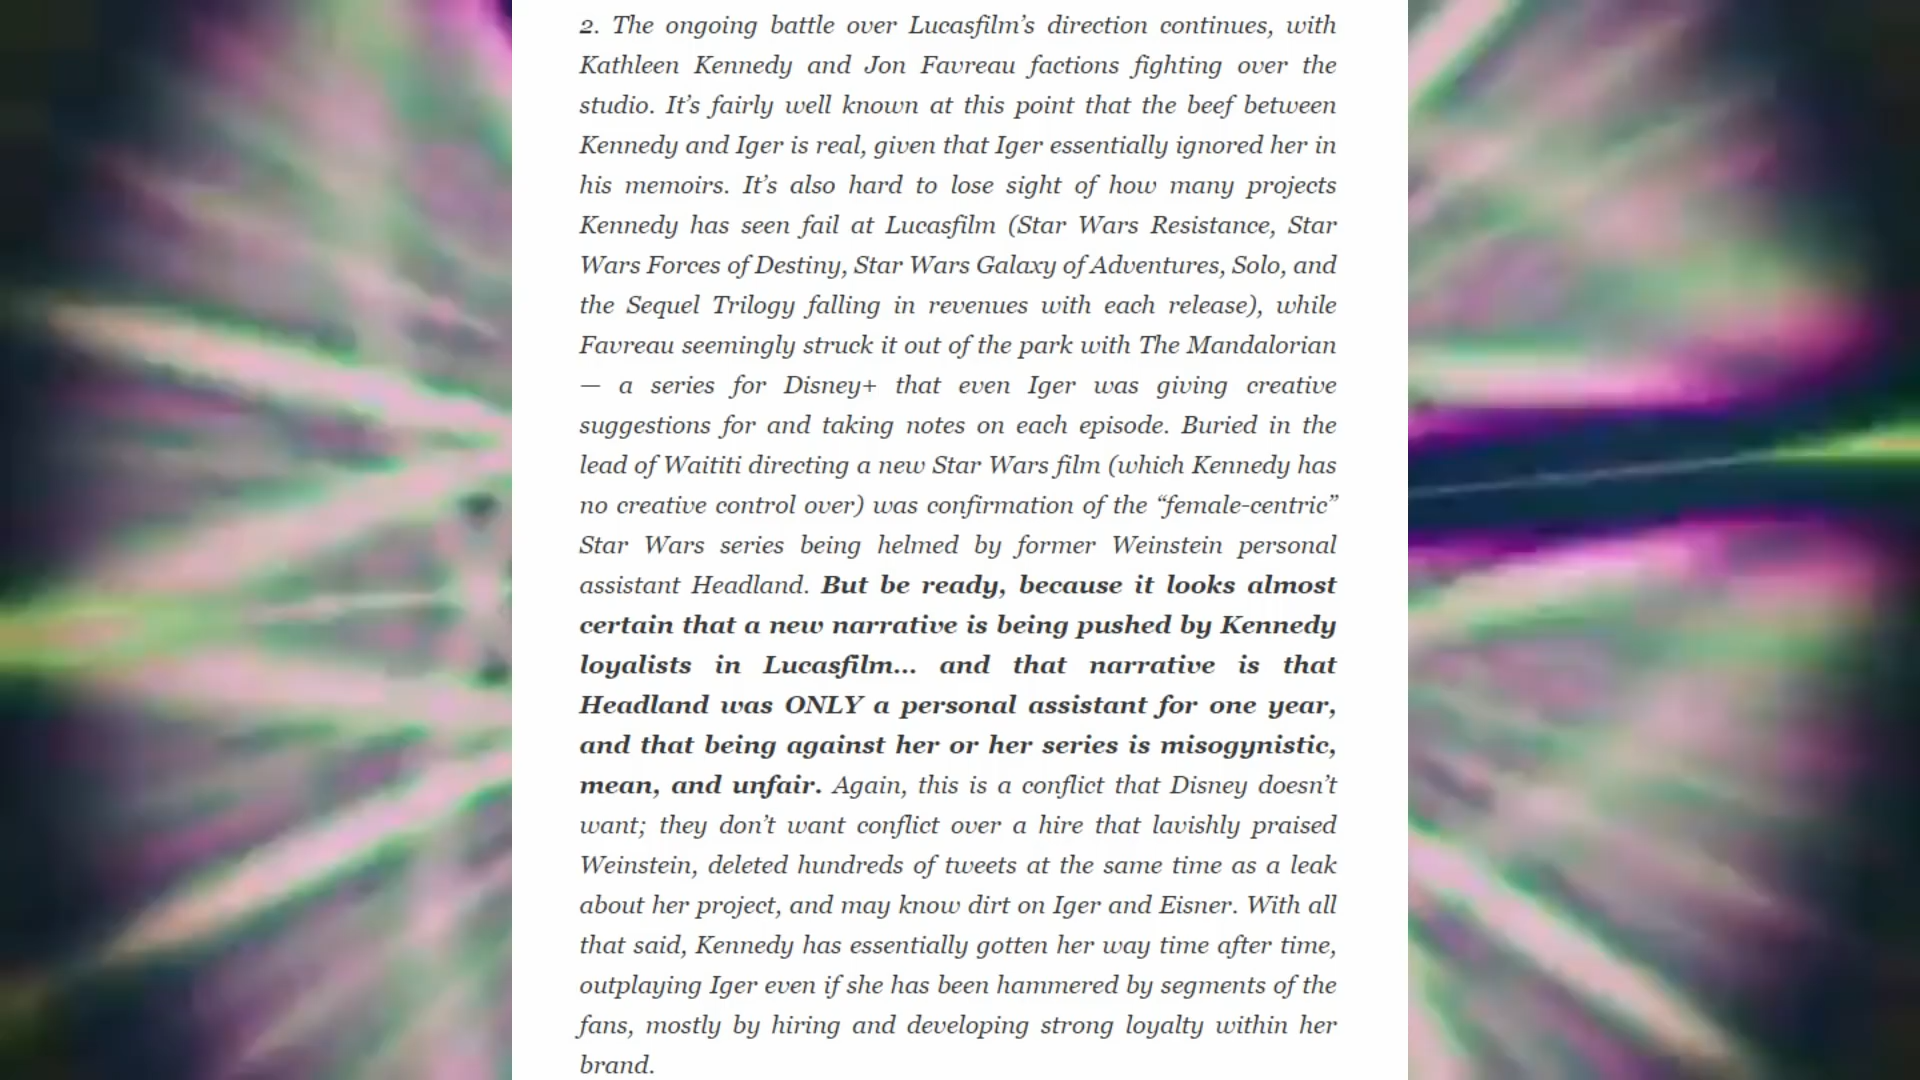 2. The ongoing battle over Lucasfilm’s direction continues, with
Kathleen Kennedy and Jon Favreau factions fighting over the
studio. It’s fairly well known at this point that the beef between
Kennedy and Iger is real, given that Iger essentially ignored her in
his memoirs. It’s also hard to lose sight of how many projects
Kennedy has seen fail at Lucasfilm (Star Wars Resistance, Star
Wars Forces of Destiny, Star Wars Galaxy of Adventures, Solo, and
the Sequel Trilogy falling in revenues with each release), while
Favreau seemingly struck it out of the park with The Mandalorian
— a series for Disney+ that even Iger was giving creative
suggestions for and taking notes on each episode. Buried in the
lead of Waititi directing a new Star Wars film (which Kennedy has
no creative control over) was confirmation of the “female-centric”
Star Wars series being helmed by former Weinstein personal
assistant Headland. But be ready, because it looks almost
certain that a new narrative is being pushed by Kennedy
loyalists in Lucasfilm… and that narrative is that
Headland was ONLY a personal assistant for one year,
and that being against her or her series is misogynistic,
mean, and unfair. Again, this is a conflict that Disney doesn’t
want; they don’t want conflict over a hire that lavishly praised
Weinstein, deleted hundreds of tweets at the same time as a leak
about her project, and may know dirt on Iger and Eisner. With all
that said, Kennedy has essentially gotten her way time after time,
outplaying Iger even if she has been hammered by segments of the
fans, mostly by hiring and developing strong loyalty within her
brand.